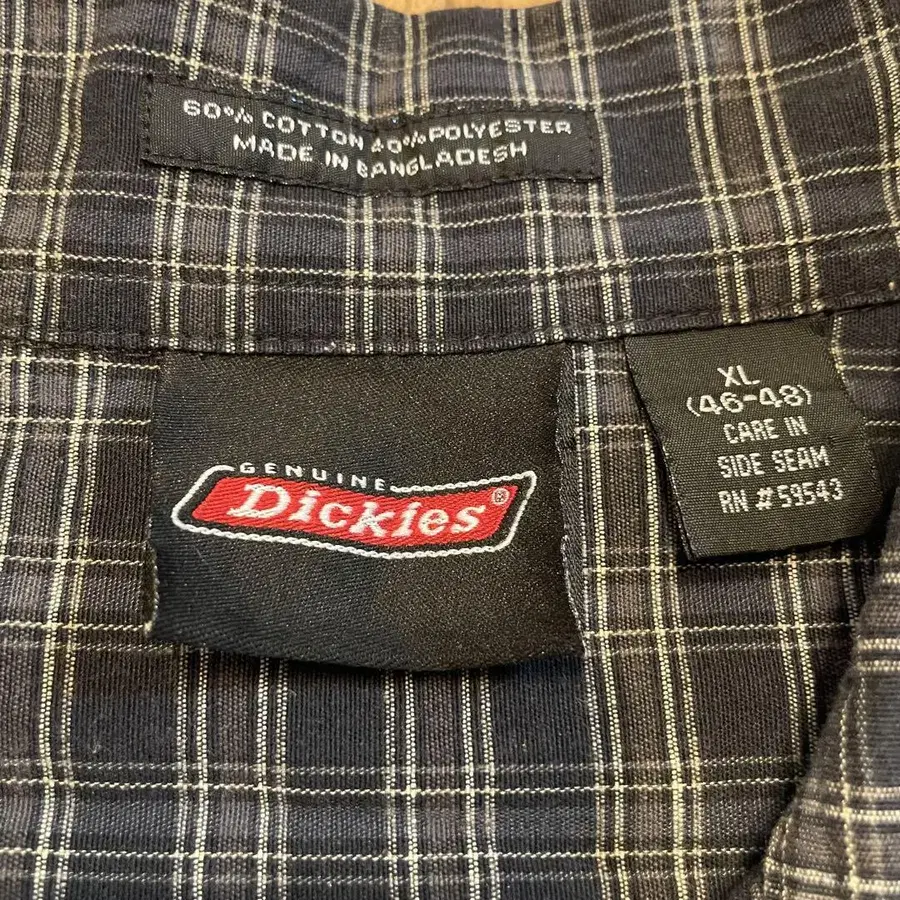 60% COTTON 40% POLYESTER
MADE IN BANGLADESH
GENUINE
Dickies®
XL
(46-48)
CARE IN
SIDE SEAM
RN #59543